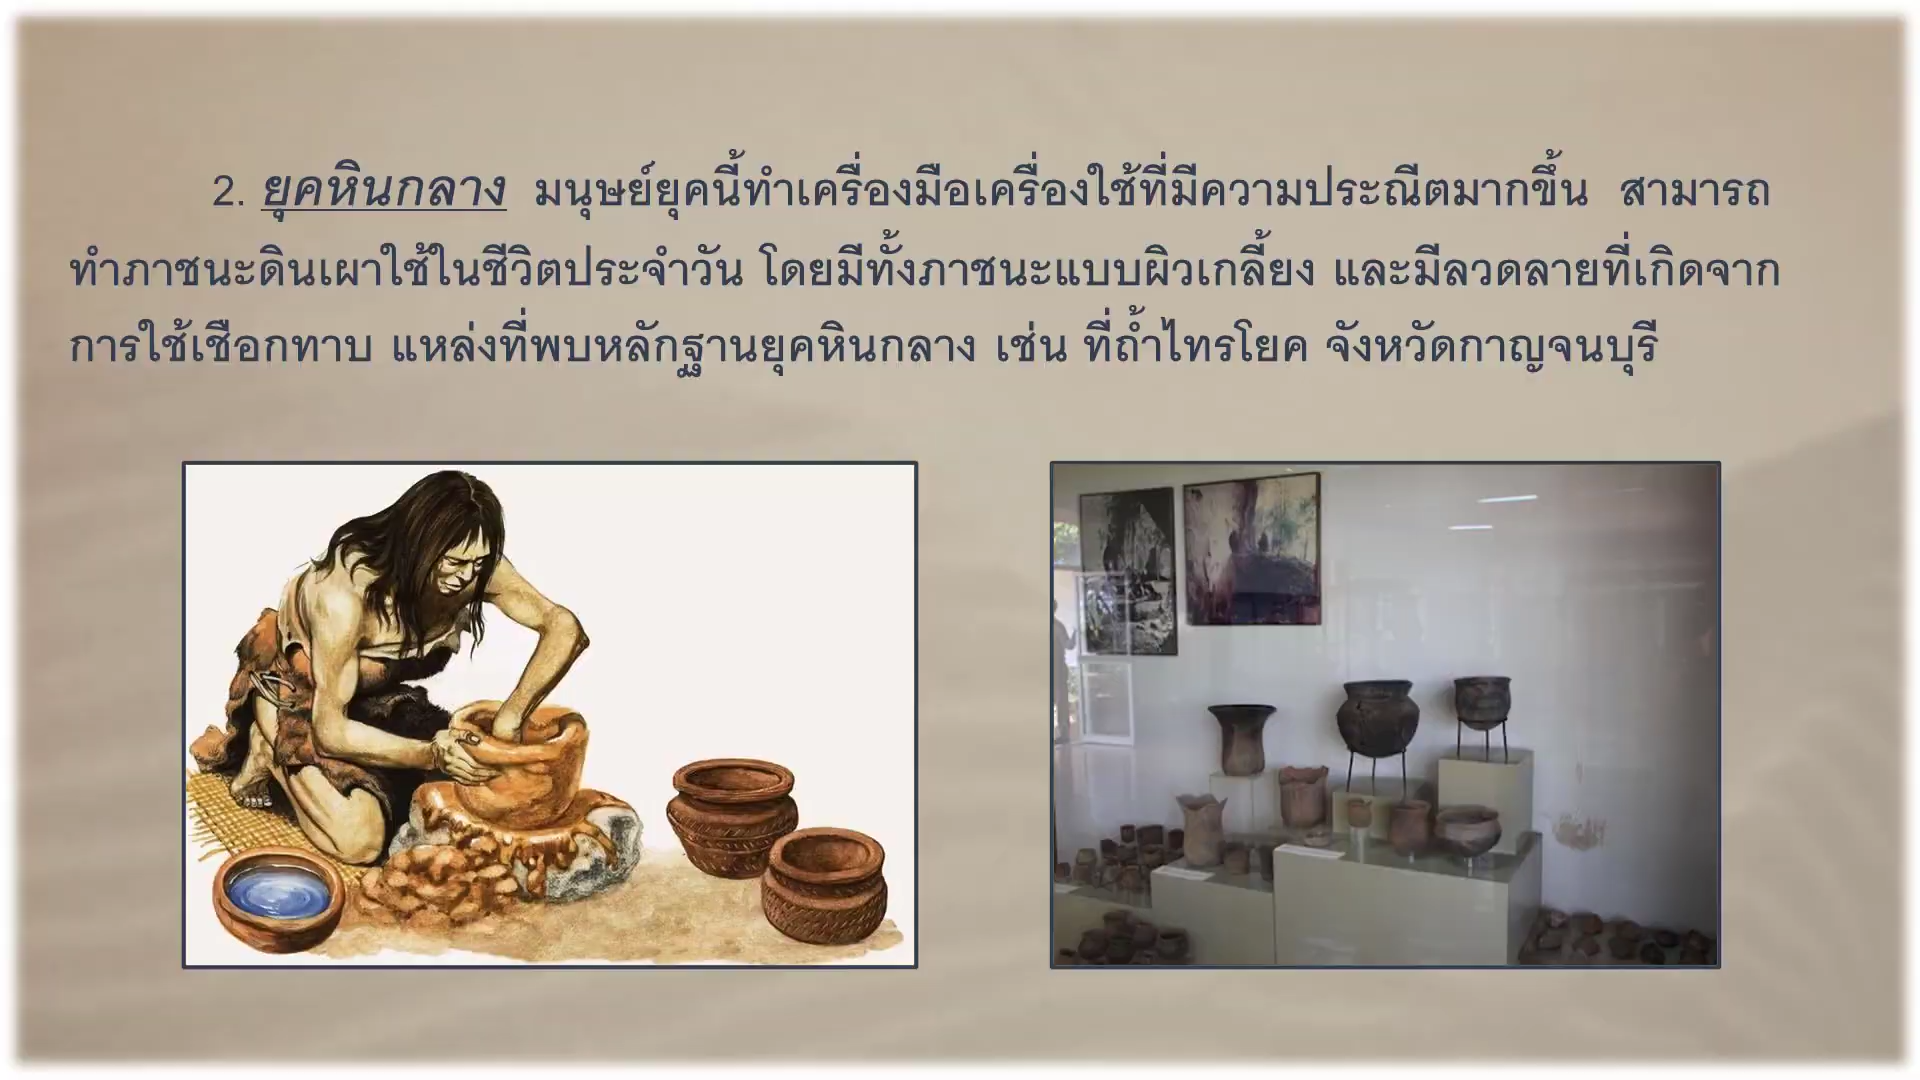 2. ยุคหินกลาง มนุษย์ยุคนี้ทำเครื่องมือเครื่องใช้ที่มีความประณีตมากขึ้น สามารถ
ทำภาชนะดินเผาใช้ในชีวิตประจำวัน โดยมีทั้งภาชนะแบบผิวเกลี้ยง และมีลวดลายที่เกิดจาก
การใช้เชือกทาบ แหล่งที่พบหลักฐานยุคหินกลาง เช่น ที่ถ้ำไทรโยค จังหวัดกาญจนบุรี